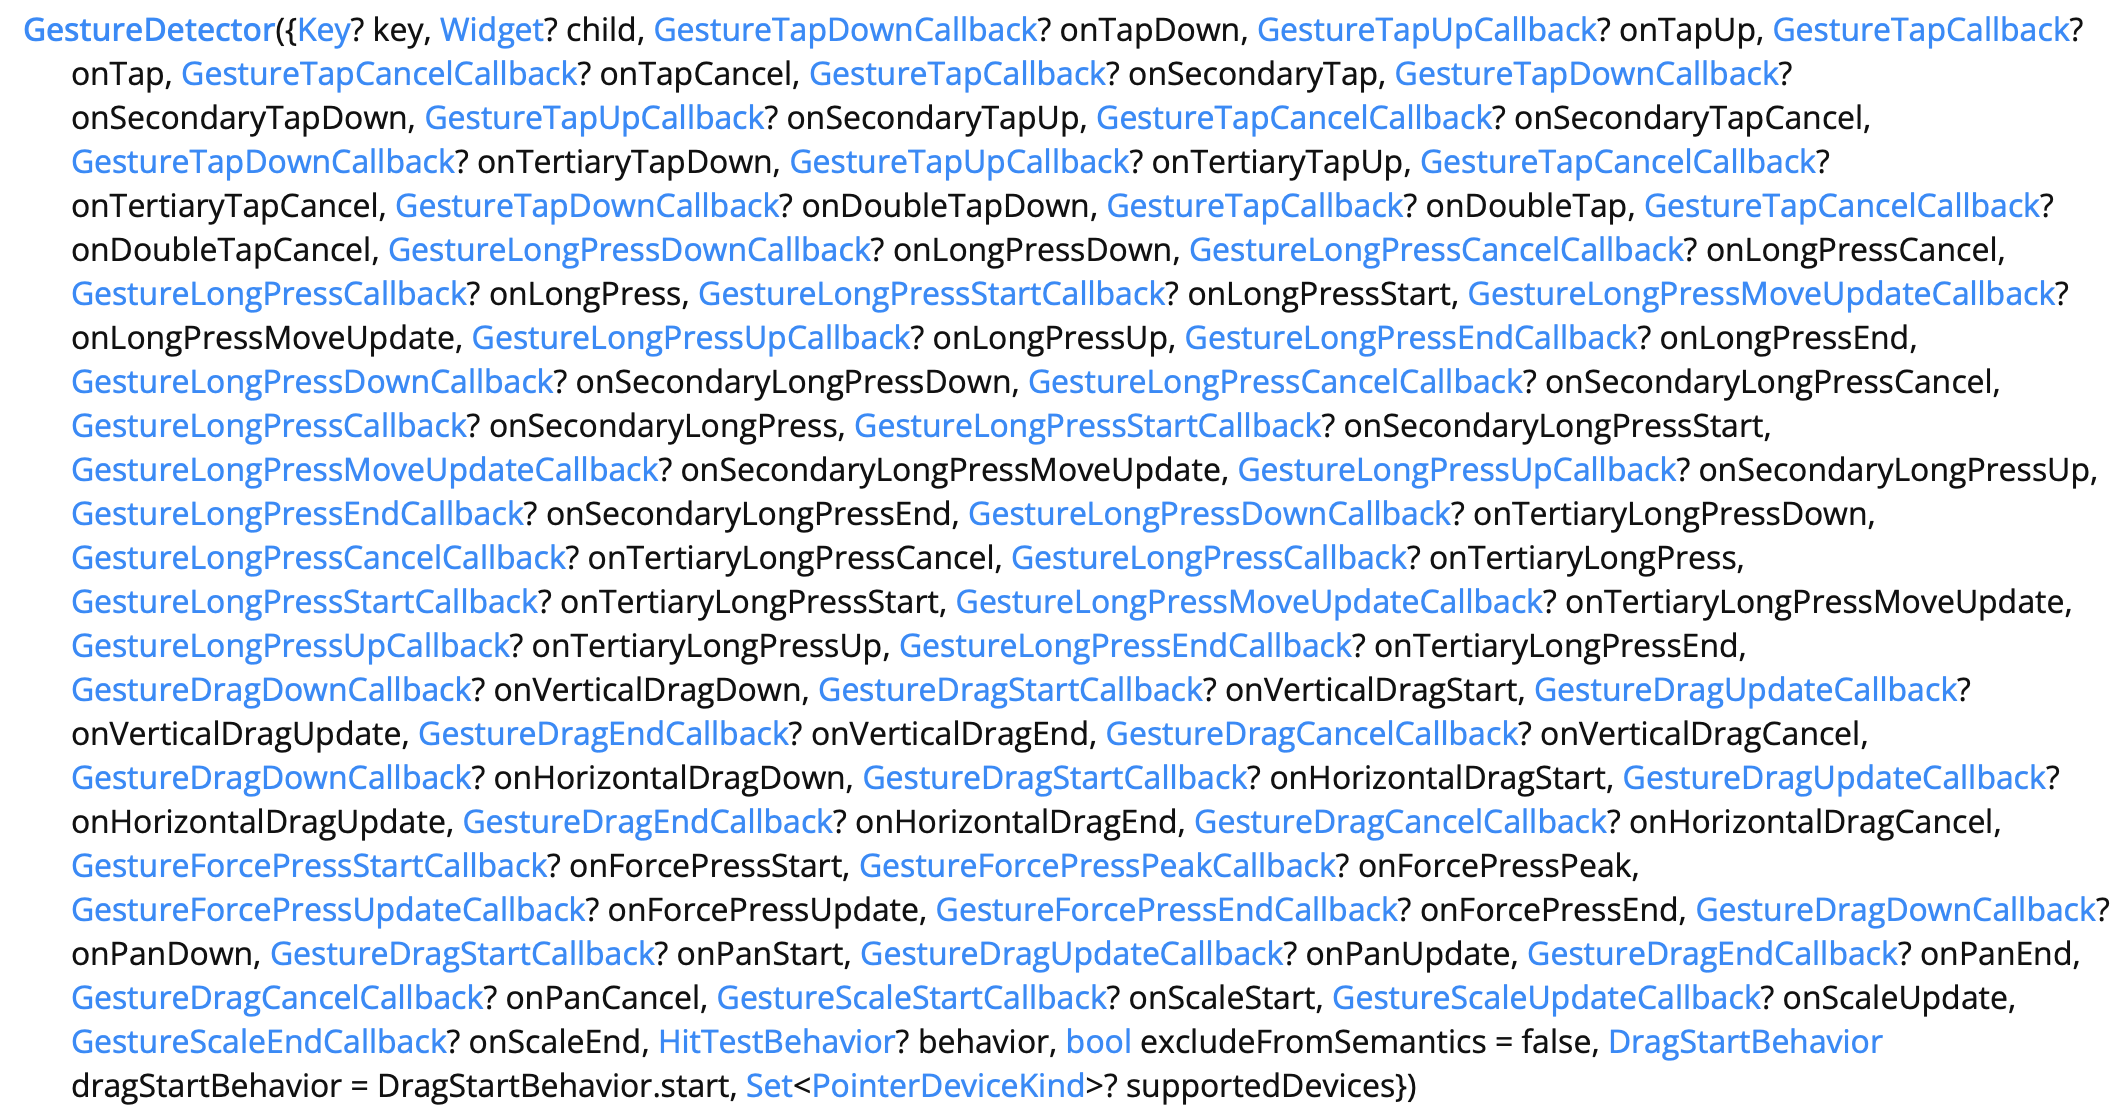 GestureDetector({Key? key, Widget? child, GestureTapDownCallback? onTapDown, GestureTapUpCallback? onTapUp, GestureTapCallback?
onTap, GestureTapCancelCallback? onTapCancel, GestureTapCallback? onSecondaryTap, GestureTapDownCallback?
onSecondaryTapDown, GestureTapUpCallback? onSecondaryTapUp, GestureTapCancelCallback? onSecondaryTapCancel,
GestureTapDownCallback? onTertiaryTapDown, GestureTapUpCallback? onTertiaryTapUp, GestureTapCancelCallback?
onTertiaryTapCancel, GestureTapDownCallback? onDoubleTapDown, GestureTapCallback? onDoubleTap, GestureTapCancelCallback?
onDoubleTapCancel, GestureLongPressDownCallback? onLongPressDown, GestureLongPressCancelCallback? onLongPressCancel,
GestureLongPressCallback? onLongPress, GestureLongPressStartCallback? onLongPressStart, GestureLongPressMoveUpdateCallback?
onLongPressMoveUpdate, GestureLongPressUpCallback? onLongPressUp, GestureLongPressEndCallback? onLongPressEnd,
GestureLongPressDownCallback? onSecondaryLongPressDown, GestureLongPressCancelCallback? onSecondaryLongPressCancel,
GestureLongPressCallback? onSecondaryLongPress, GestureLongPressStartCallback? onSecondaryLongPressStart,
GestureLongPressMoveUpdateCallback? onSecondaryLongPressMoveUpdate, GestureLongPressUpCallback? onSecondaryLongPressUp,
GestureLongPressEndCallback? onSecondaryLongPressEnd, GestureLongPressDownCallback? onTertiaryLongPressDown,
GestureLongPressCancelCallback? onTertiaryLongPressCancel, GestureLongPressCallback? onTertiaryLongPress,
GestureLongPressStartCallback? onTertiaryLongPressStart, GestureLongPressMoveUpdateCallback? onTertiaryLongPressMoveUpdate,
GestureLongPressUpCallback? onTertiaryLongPressUp, GestureLongPressEndCallback? onTertiaryLongPressEnd,
GestureDragDownCallback? onVerticalDragDown, GestureDragStartCallback? onVerticalDragStart, GestureDragUpdateCallback?
onVerticalDragUpdate, GestureDragEndCallback? onVerticalDragEnd, GestureDragCancelCallback? onVerticalDragCancel,
GestureDragDownCallback? onHorizontalDragDown, GestureDragStartCallback? onHorizontalDragStart, GestureDragUpdateCallback?
onHorizontalDragUpdate, GestureDragEndCallback? onHorizontalDragEnd, GestureDragCancelCallback? onHorizontalDragCancel,
GestureForcePressStartCallback? onForcePressStart, GestureForcePressPeakCallback? onForcePressPeak,
GestureForcePressUpdateCallback? onForcePressUpdate, GestureForcePressEndCallback? onForcePressEnd, GestureDragDownCallback?
onPanDown, GestureDragStartCallback? onPanStart, GestureDragUpdateCallback? onPanUpdate, GestureDragEndCallback? onPanEnd,
GestureDragCancelCallback? onPanCancel, GestureScaleStartCallback? onScaleStart, GestureScaleUpdateCallback? onScaleUpdate,
GestureScaleEndCallback? onScaleEnd, HitTestBehavior? behavior, bool excludeFromSemantics = false, DragStartBehavior
dragStartBehavior = DragStartBehavior.start, Set<PointerDeviceKind>? supportedDevices})